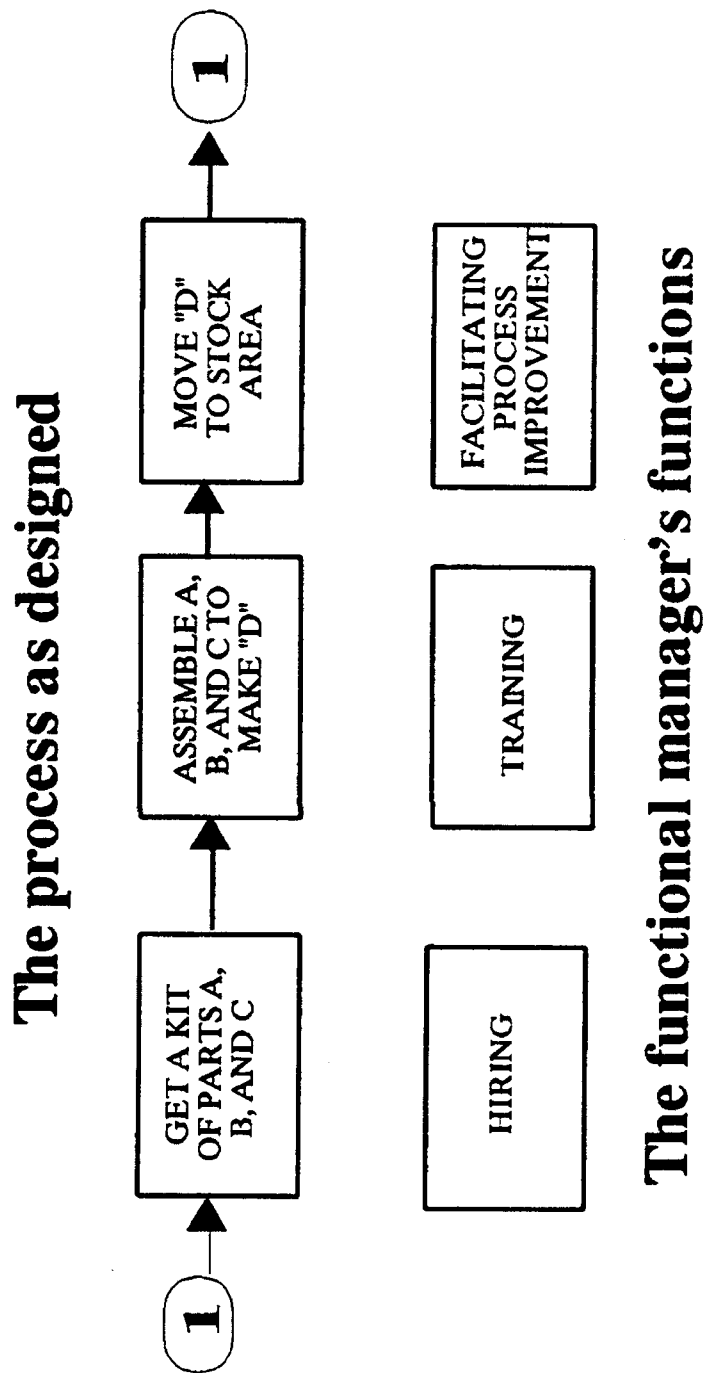 The process as designed
1
GET A KIT
OF PARTS A,
B, AND C
ASSEMBLE A,
B, AND C TO
MAKE "D"
MOVE "D"
TO STOCK
AREA
1
HIRING
TRAINING
FACILITATING
PROCESS
IMPROVEMENT
The functional manager's functions